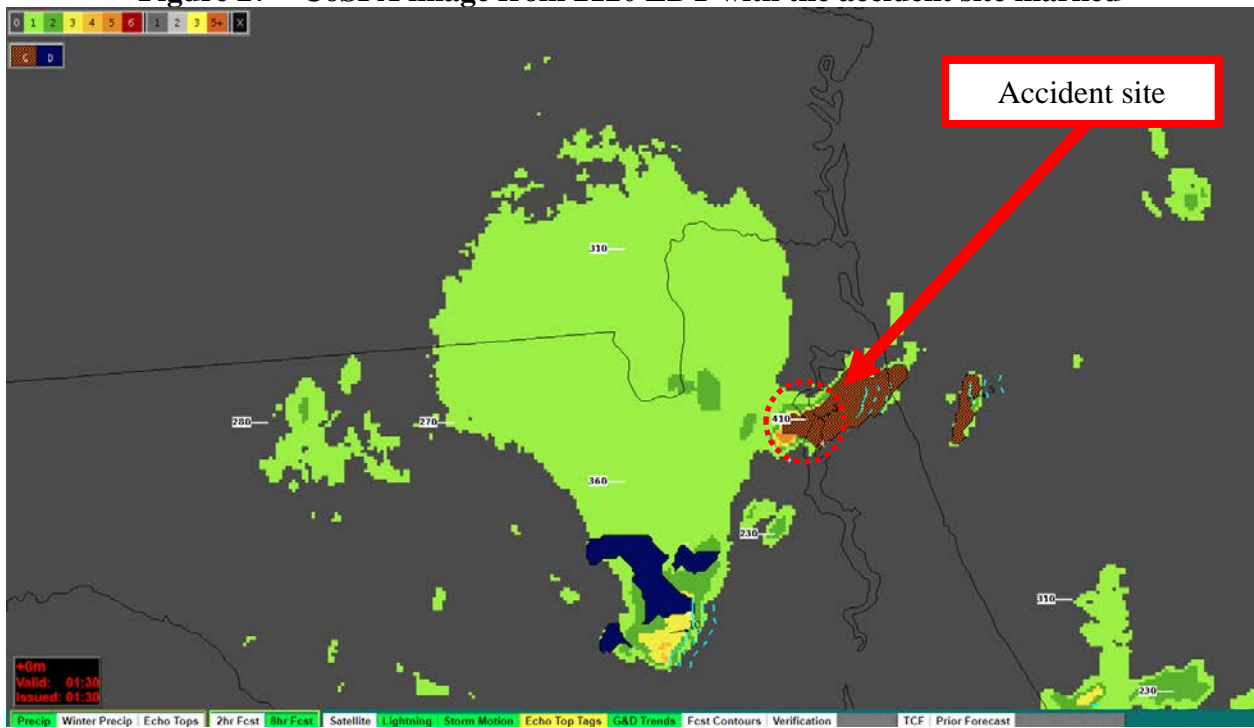 Figure 27 – CoSPA image from 2120 EDT with the accident site marked
0 1 2 3 4 5 6 1 2 3 5+ X
G D
Accident site
310
410
280
270
360
230
310
10
230
+0m
Valid: 01:30
Issued: 01:30
Precip Winter Precip Echo Tops 2hr Fcst 8hr Fcst Satellite Lightning Storm Motion Echo Top Tags G&D Trends Fcst Contours Verification TCF Prior Forecast